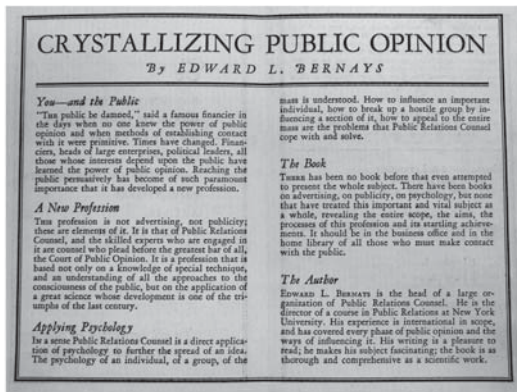 CRYSTALLIZING PUBLIC OPINION
By EDWARD L. BERNAYS
You—and the Public
"THE public be damned," said a famous financier in
the days when no one knew the power of public
opinion and when methods of establishing contact
with it were primitive. Times have changed. Finan-
ciers, heads of large enterprises, political leaders, all
those whose interests depend upon the public have
learned the power of public opinion. Reaching the
public persuasively has become of such paramount
importance that it has developed a new profession.
A New Profession
THIS profession is not advertising, not publicity;
these are elements of it. It is that of Public Relations
Counsel, and the skilled experts who are engaged in
it are counsel who plead before the greatest bar of all,
the Court of Public Opinion. It is a profession that is
based not only on a knowledge of special technique,
and an understanding of all the approaches to the
consciousness of the public, but on the application of
a great science whose development is one of the tri-
umphs of the last century.
Applying Psychology
IN a sense Public Relations Counsel is a direct applica-
tion of psychology to further the spread of an idea.
The psychology of an individual, of a group, of the
mass is understood. How to influence an important
individual, how to break up a hostile group by in-
fluencing a section of it, how to appeal to the entire
mass are the problems that Public Relations Counsel
cope with and solve.
The Book
THERE has been no book before that even attempted
to present the whole subject. There have been books
on advertising, on publicity, on psychology, but none
that have treated this important and vital subject as
a whole, revealing the entire scope, the aims, the
processes of this profession and its startling achieve-
ments. It should be in the business office and in the
home library of all those who must make contact
with the public.
The Author
EDWARD L. BERNAYS is the head of a large or-
ganization of Public Relations Counsel. He is the
director of a course in Public Relations at New York
University. His experience is international in scope,
and has covered every phase of public opinion and the
ways of influencing it. His writing is a pleasure to
read; he makes his subject fascinating; the book is as
thorough and comprehensive as a scientific work.